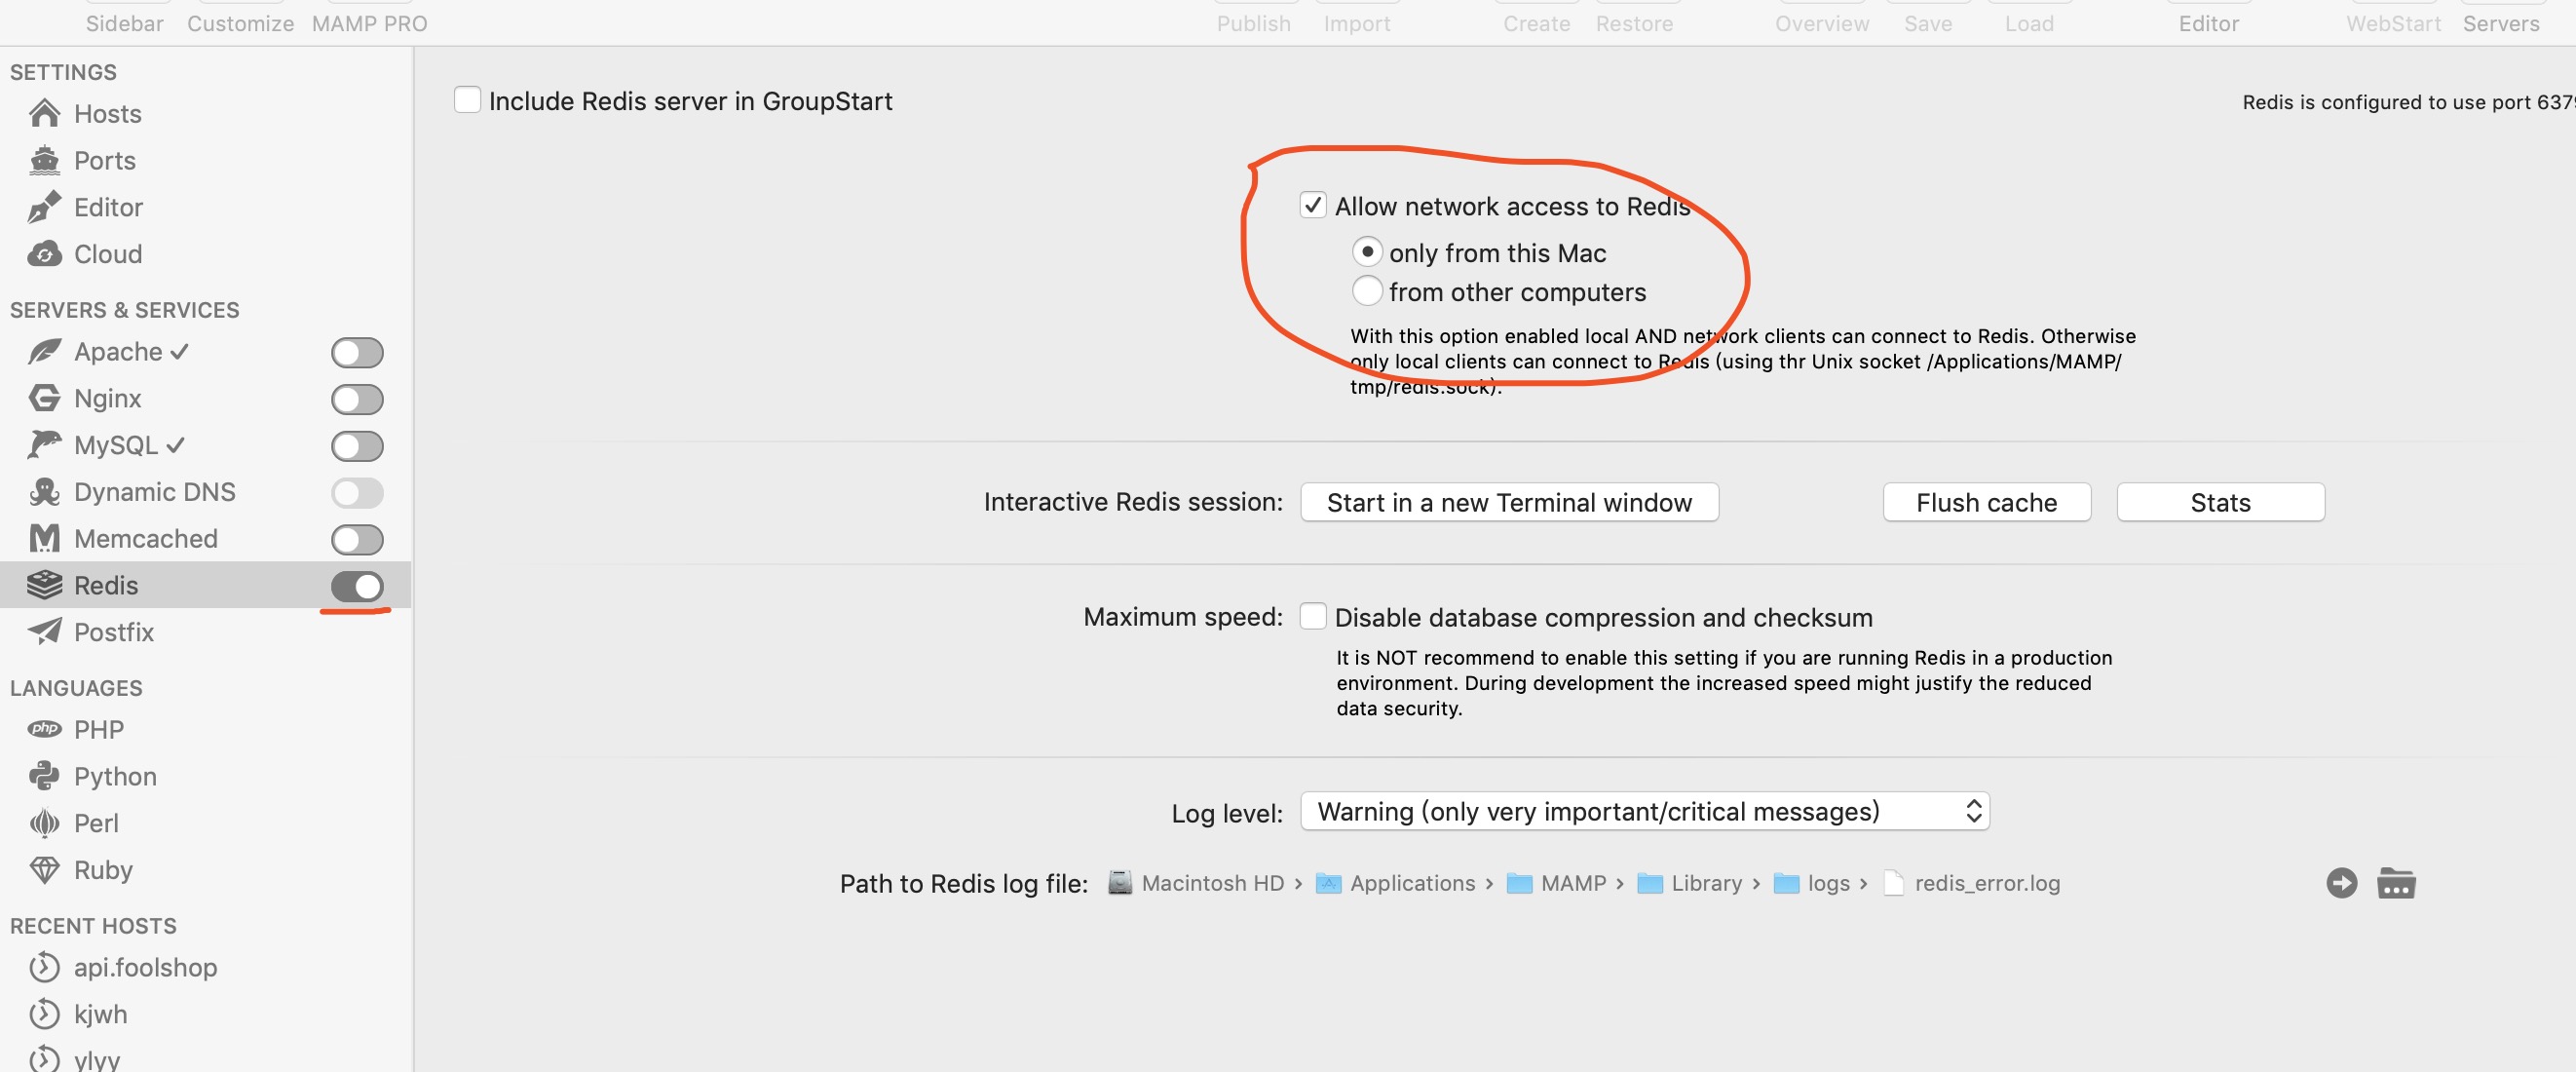 Sidebar Customize MAMP PRO Publish Import Create Restore Overview Save Load Editor WebStart Servers
SETTINGS
Hosts
Ports
Editor
Cloud
SERVERS & SERVICES
Apache
Nginx
MySQL
Dynamic DNS
Memcached
Redis
Postfix
LANGUAGES
PHP
Python
Perl
Ruby
RECENT HOSTS
api.foolshop
kjwh
ylyy
Include Redis server in GroupStart
Redis is configured to use port 6379
Allow network access to Redis
only from this Mac
from other computers
With this option enabled local AND network clients can connect to Redis. Otherwise
only local clients can connect to Redis (using thr Unix socket /Applications/MAMP/
tmp/redis.sock).
Interactive Redis session: Start in a new Terminal window Flush cache Stats
Maximum speed: Disable database compression and checksum
It is NOT recommend to enable this setting if you are running Redis in a production
environment. During development the increased speed might justify the reduced
data security.
Log level: Warning (only very important/critical messages)
Path to Redis log file: Macintosh HD › Applications › MAMP › Library › logs › redis_error.log